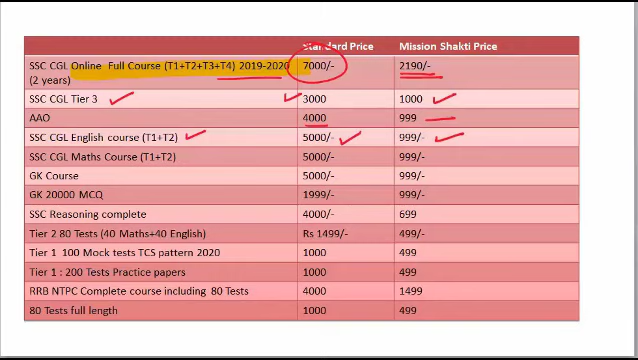 Standard Price Mission Shakti Price
SSC CGL Online Full Course (T1+T2+T3+T4) 2019-2020 7000/- 2190/-
(2 years)
SSC CGL Tier 3 3000 1000
AAO 4000 999
SSC CGL English course (T1+T2) 5000/- 999/-
SSC CGL Maths Course (T1+T2) 5000/- 999/-
GK Course 5000/- 999/-
GK 20000 MCQ 1999/- 999/-
SSC Reasoning complete 4000/- 699
Tier 2 80 Tests (40 Maths+40 English) Rs 1499/- 499/-
Tier 1 100 Mock tests TCS pattern 2020 1000 499
Tier 1 : 200 Tests Practice papers 1000 499
RRB NTPC Complete course including 80 Tests 4000 1499
80 Tests full length 1000 499